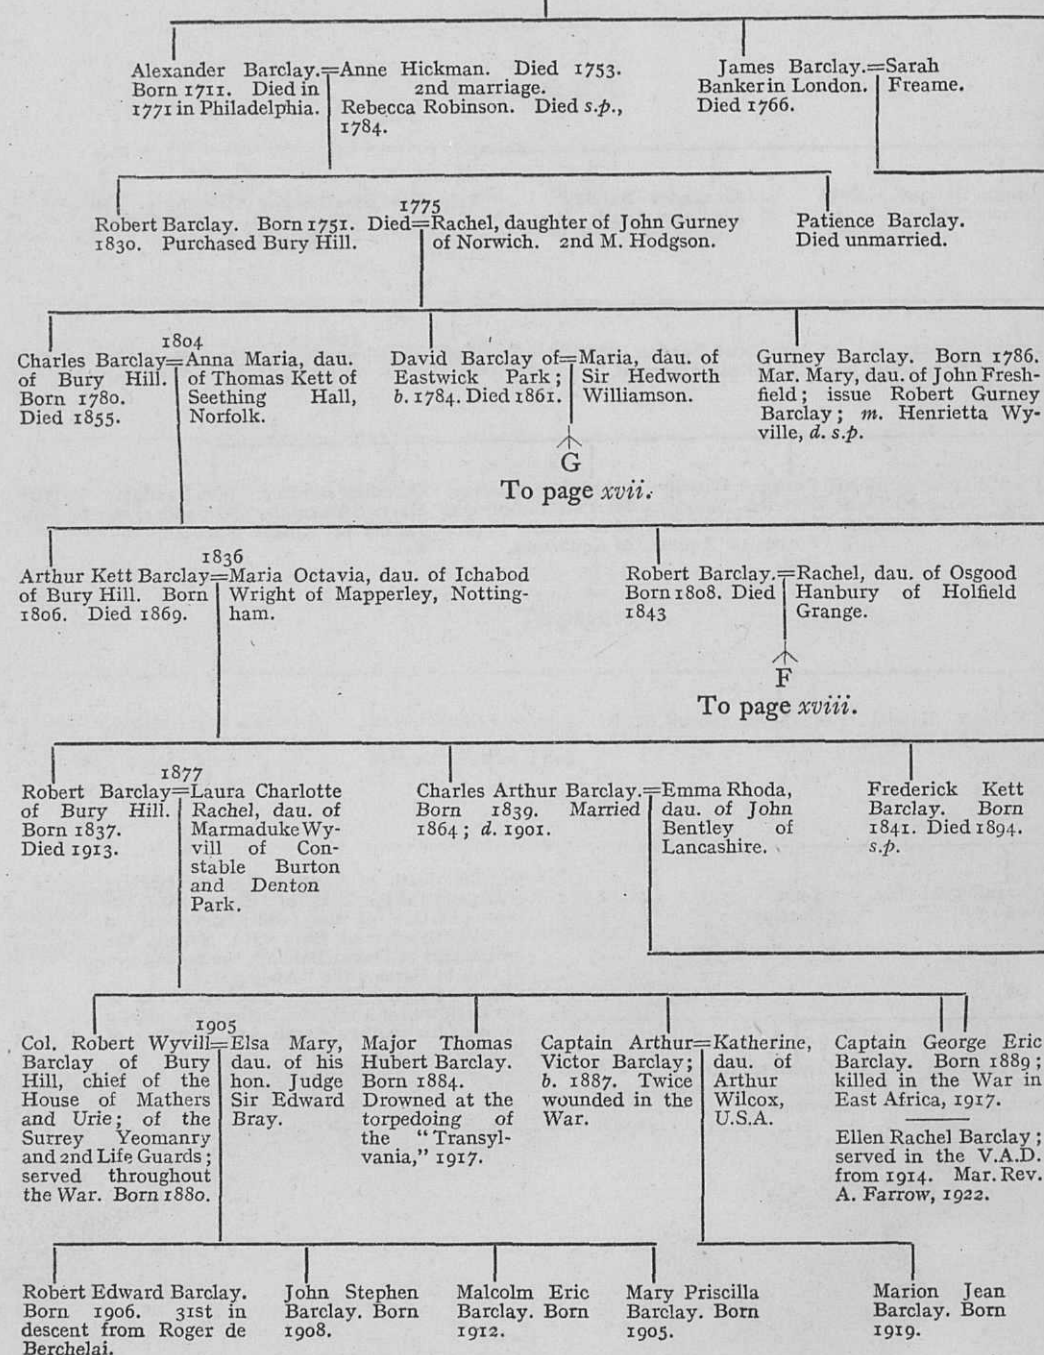 Alexander Barclay.=Anne Hickman. Died 1753.
Born 1711. Died in 2nd marriage.
1771 in Philadelphia. Rebecca Robinson. Died s.p.,
1784.
James Barclay.=Sarah
Banker in London. Freame.
Died 1766.
1775
Robert Barclay. Born 1751. Died=Rachel, daughter of John Gurney
1830. Purchased Bury Hill. of Norwich. 2nd M. Hodgson.
Patience Barclay.
Died unmarried.
1804
Charles Barclay=Anna Maria, dau.
of Bury Hill. of Thomas Kett of
Born 1780. Seething Hall,
Died 1855. Norfolk.
David Barclay of=Maria, dau. of
Eastwick Park; Sir Hedworth
b. 1784. Died 1861. Williamson.
G
To page xvii.
Gurney Barclay. Born 1786.
Mar. Mary, dau. of John Fresh-
field; issue Robert Gurney
Barclay; m. Henrietta Wy-
ville, d. s.p.
1836
Arthur Kett Barclay=Maria Octavia, dau. of Ichabod
of Bury Hill. Born Wright of Mapperley, Notting-
1806. Died 1869. ham.
Robert Barclay.=Rachel, dau. of Osgood
Born 1808. Died Hanbury of Holfield
1843 Grange.
F
To page xviii.
1877
Robert Barclay=Laura Charlotte
of Bury Hill. Rachel, dau. of
Born 1837. Marmaduke Wy-
Died 1913. vill of Con-
stable Burton
and Denton
Park.
Charles Arthur Barclay.=Emma Rhoda,
Born 1839. Married dau. of John
1864; d. 1901. Bentley of
Lancashire.
Frederick Kett
Barclay. Born
1841. Died 1894.
s.p.
1905
Col. Robert Wyvill=Elsa Mary,
Barclay of Bury dau. of his
Hill, chief of the hon. Judge
House of Mathers Sir Edward
and Urie; of the Bray.
Surrey Yeomanry
and 2nd Life Guards;
served throughout
the War. Born 1880.
Major Thomas
Hubert Barclay.
Born 1884.
Drowned at the
torpedoing of
the "Transyl-
vania," 1917.
Captain Arthur=Katherine,
Victor Barclay; dau. of
b. 1887. Twice Arthur
wounded in the Wilcox,
War. U.S.A.
Captain George Eric
Barclay. Born 1889;
killed in the War in
East Africa, 1917.
Ellen Rachel Barclay;
served in the V.A.D.
from 1914. Mar. Rev.
A. Farrow, 1922.
Robert Edward Barclay.
Born 1906. 31st in
descent from Roger de
Berchelai.
John Stephen
Barclay. Born
1908.
Malcolm Eric
Barclay. Born
1912.
Mary Priscilla
Barclay. Born
1905.
Marion Jean
Barclay. Born
1919.